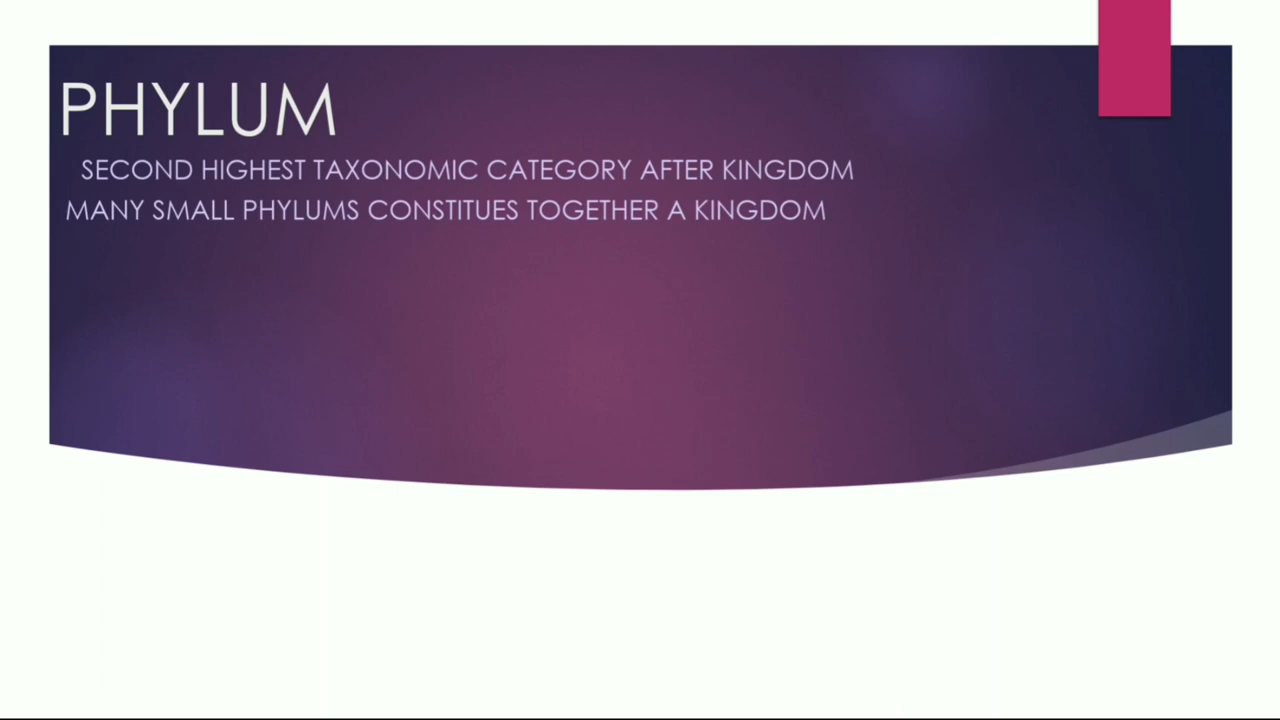 PHYLUM
SECOND HIGHEST TAXONOMIC CATEGORY AFTER KINGDOM
MANY SMALL PHYLUMS CONSTITUES TOGETHER A KINGDOM